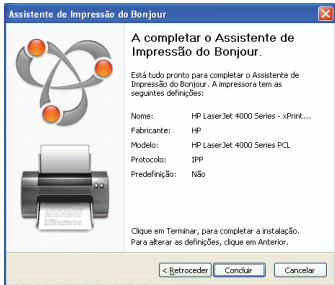 Assistente de Impressão do Bonjour
A completar o Assistente de
Impressão do Bonjour.
Está tudo pronto para completar o Assistente de
Impressão do Bonjour. A impressora tem as
seguintes definições:
Nome: HP LaserJet 4000 Series - xPrint...
Fabricante: HP
Modelo: HP LaserJet 4000 Series PCL
Protocolo: IPP
Predefinição: Não
Clique em Terminar, para completar a instalação.
Para alterar as definições, clique em Anterior.
< Retroceder Concluir Cancelar